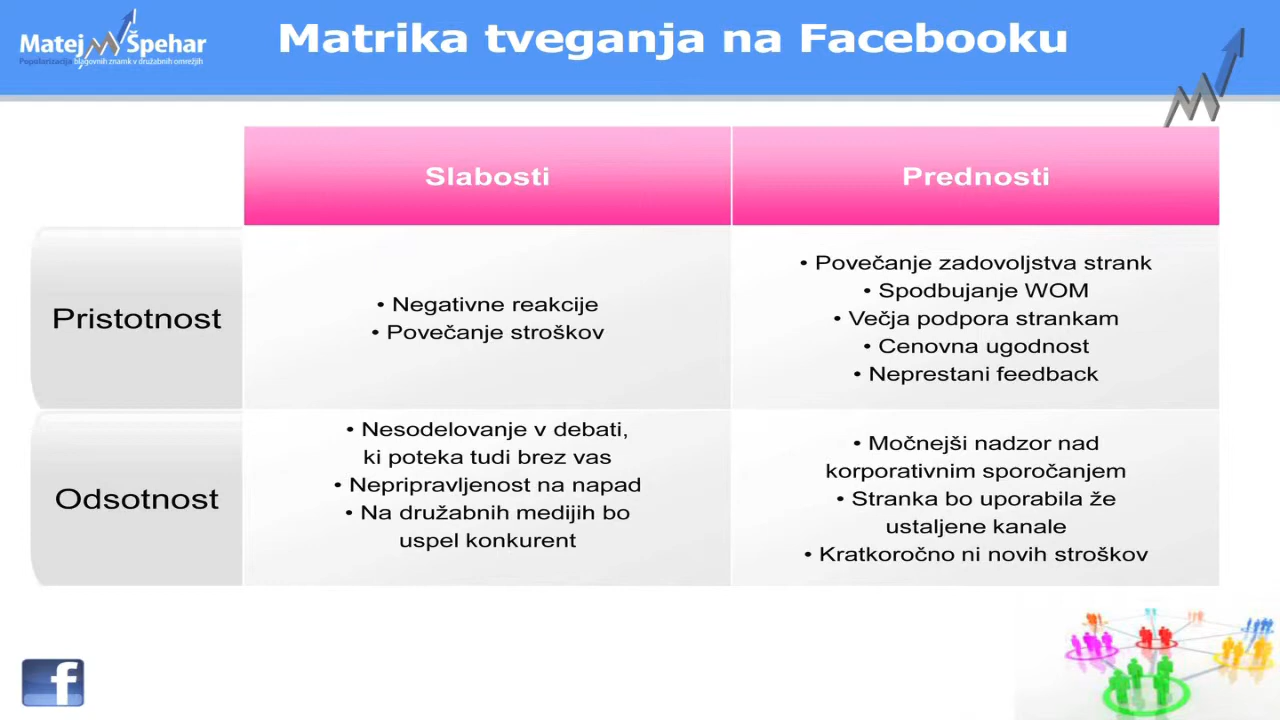 Matej Špehar
Popularizacija blagovnih znamk v družabnih omrežjih
Matrika tveganja na Facebooku
Slabosti
Prednosti
Pristotnost
• Negativne reakcije
• Povečanje stroškov
• Povečanje zadovoljstva strank
• Spodbujanje WOM
• Večja podpora strankam
• Cenovna ugodnost
• Neprestani feedback
Odsotnost
• Nesodelovanje v debati,
ki poteka tudi brez vas
• Nepripravljenost na napad
• Na družabnih medijih bo
uspel konkurent
• Močnejši nadzor nad
korporativnim sporočanjem
• Stranka bo uporabila že
ustaljene kanale
• Kratkoročno ni novih stroškov
f